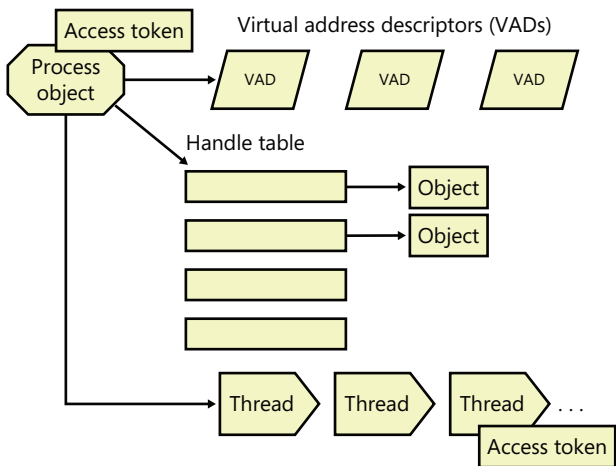 Access token
Virtual address descriptors (VADs)
Process
object
VAD
VAD
VAD
Handle table
Object
Object
Thread
Thread
Thread
. . .
Access token